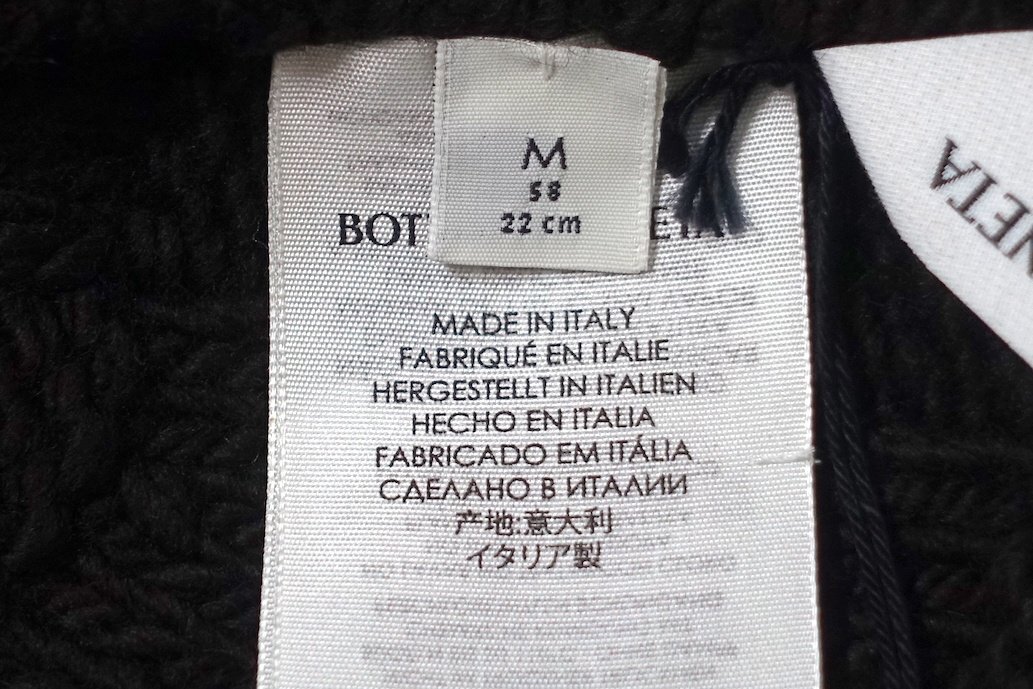 M
58
22 cm
BOT ETA
MADE IN ITALY
FABRIQUÉ EN ITALIE
HERGESTELLT IN ITALIEN
HECHO EN ITALIA
FABRICADO EM ITÁLIA
СДЕЛАНО В ИТАЛИИ
产地:意大利
イタリア製
NETA